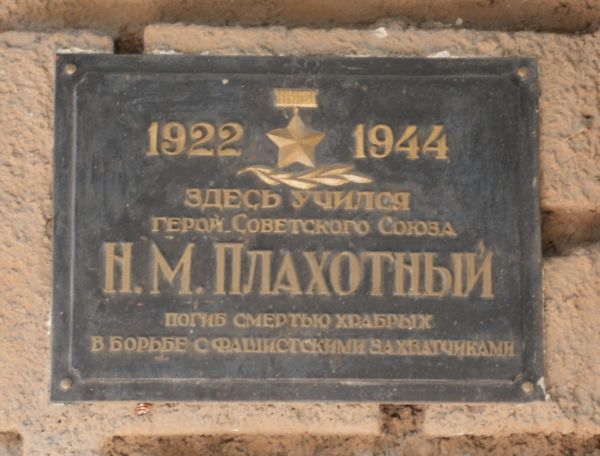 1922 1944
ЗДЕСЬ УЧИЛСЯ
ГЕРОЙ СОВЕТСКОГО СОЮЗА
Н.М. ПЛАХОТНЫЙ
ПОГИБ СМЕРТЬЮ ХРАБРЫХ
В БОРЬБЕ С ФАШИСТСКИМИ ЗАХВАТЧИКАМИ